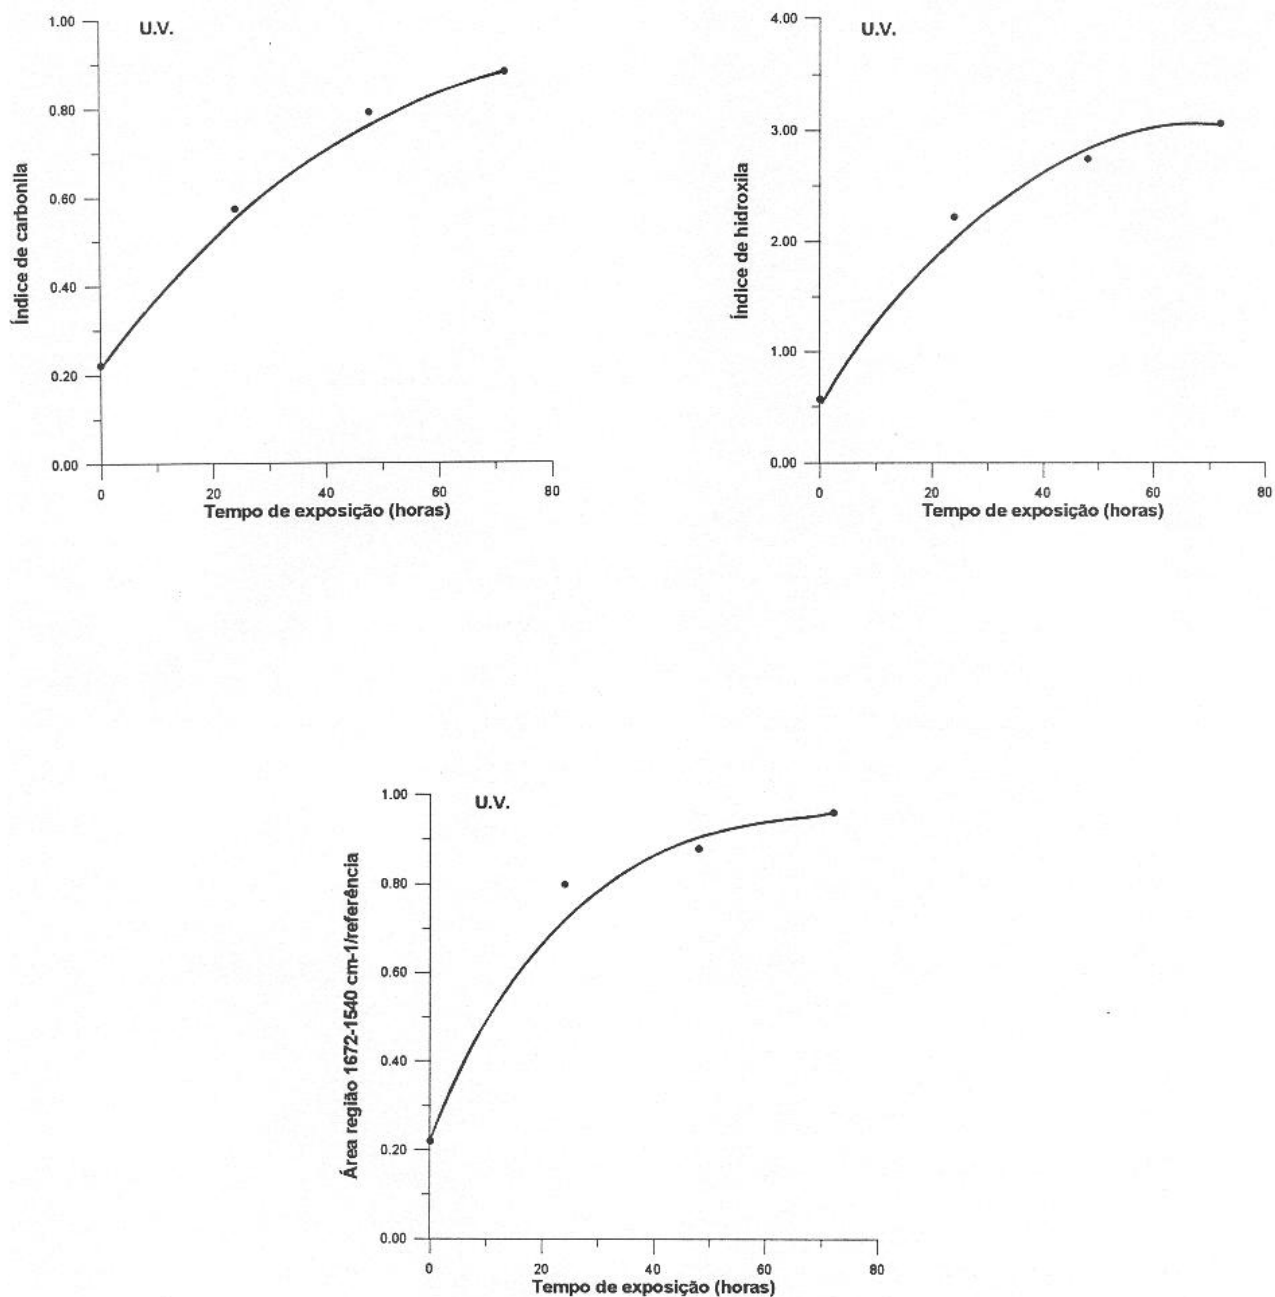 U.V.
Índice de carbonila
1.00
0.80
0.60
0.40
0.20
0.00
0 20 40 60 80
Tempo de exposição (horas)
U.V.
Índice de hidroxila
4.00
3.00
2.00
1.00
0.00
0 20 40 60 80
Tempo de exposição (horas)
U.V.
Área região 1672-1540 cm-1/referência
1.00
0.80
0.60
0.40
0.20
0.00
0 20 40 60 80
Tempo de exposição (horas)